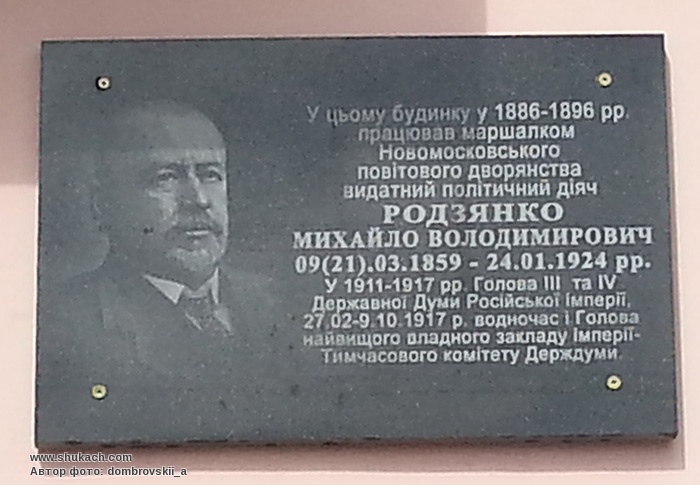 У цьому будинку у 1886-1896 рр.
працював маршалком
Новомосковського
повітового дворянства
видатний політичний діяч
РОДЗЯНКО
МИХАЙЛО ВОЛОДИМИРОВИЧ
09(21).03.1859 - 24.01.1924 рр.
У 1911-1917 рр. Голова III та IV
Державної Думи Російської Імперії,
27.02-9.10.1917 р. водночас і Голова
найвищого владного закладу Імперії-
Тимчасового комітету Держдуми.
www.shukach.com
Автор фото: dombrovskii_a